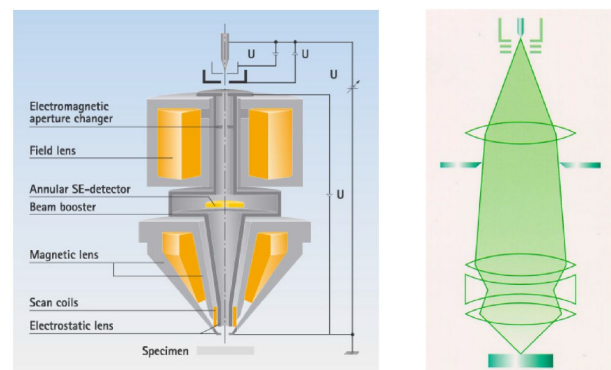 U
U
U
Electromagnetic
aperture changer
Field lens
U
Annular SE-detector
Beam booster
Magnetic lens
Scan coils
Electrostatic lens
Specimen